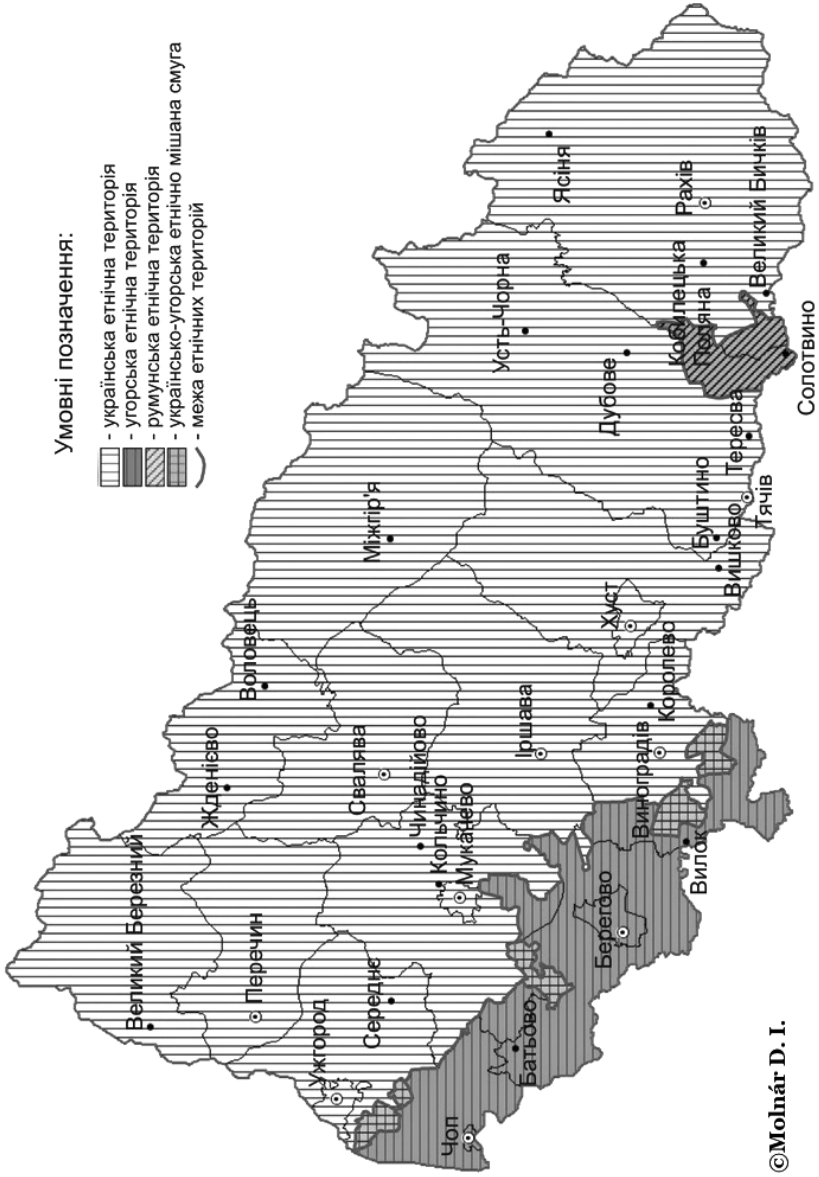 Умовні позначення:
- українська етнічна територія
- угорська етнічна територія
- румунська етнічна територія
- українсько-угорська етнічно мішана смуга
- межа етнічних територій
Великий Березний
Жденієво
Воловець
Перечин
Ужгород
Середнє
Свалява
Чинадійово
Кольчино
Мукачево
Міжгір'я
Усть-Чорна
Ясіня
Чоп
Батьово
Берегово
Іршава
Виноградів
Вилок
Королево
Хуст
Вишково
Буштино
Тячів
Тересва
Дубове
Кобилецька
Поляна
Рахів
Великий Бичків
Солотвино
©Molnár D. I.